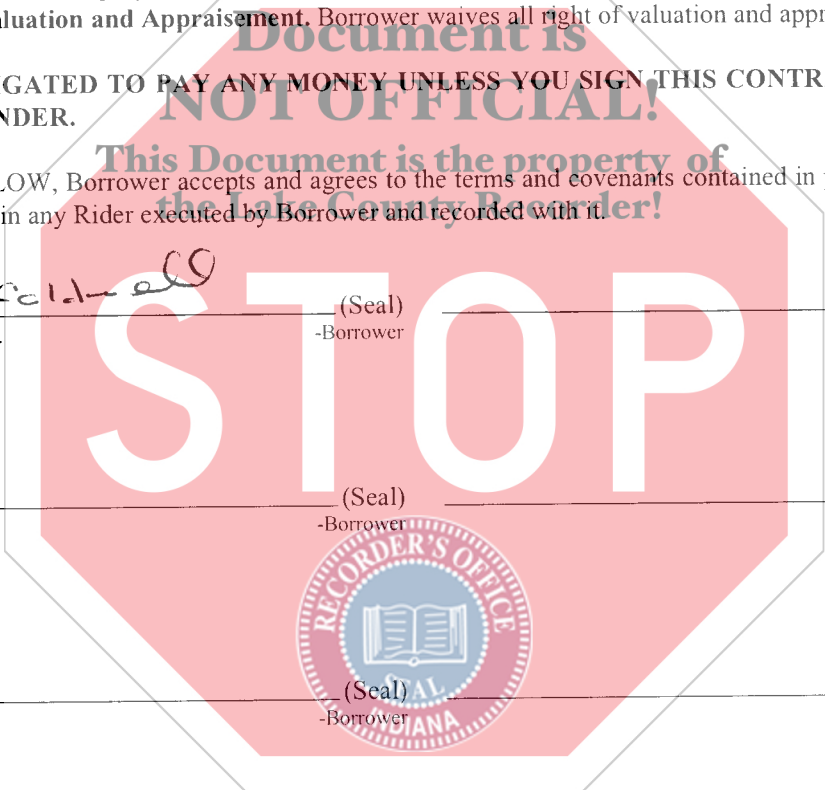 luation and Appraisement. Borrower waives all right of valuation and appr
Document is
GATED TO PAY ANY MONEY UNLESS YOU SIGN THIS CONTR
NOT OFFICIAL!
NDER.
This Document is the property of
LOW, Borrower accepts and agrees to the terms and covenants contained in
the Lake County Recorder!
in any Rider executed by Borrower and recorded with it.
(Seal)
-Borrower
STOP
(Seal)
-Borrower
RECORDER'S OFFICE
(Seal)
SEAL
-Borrower
INDIANA